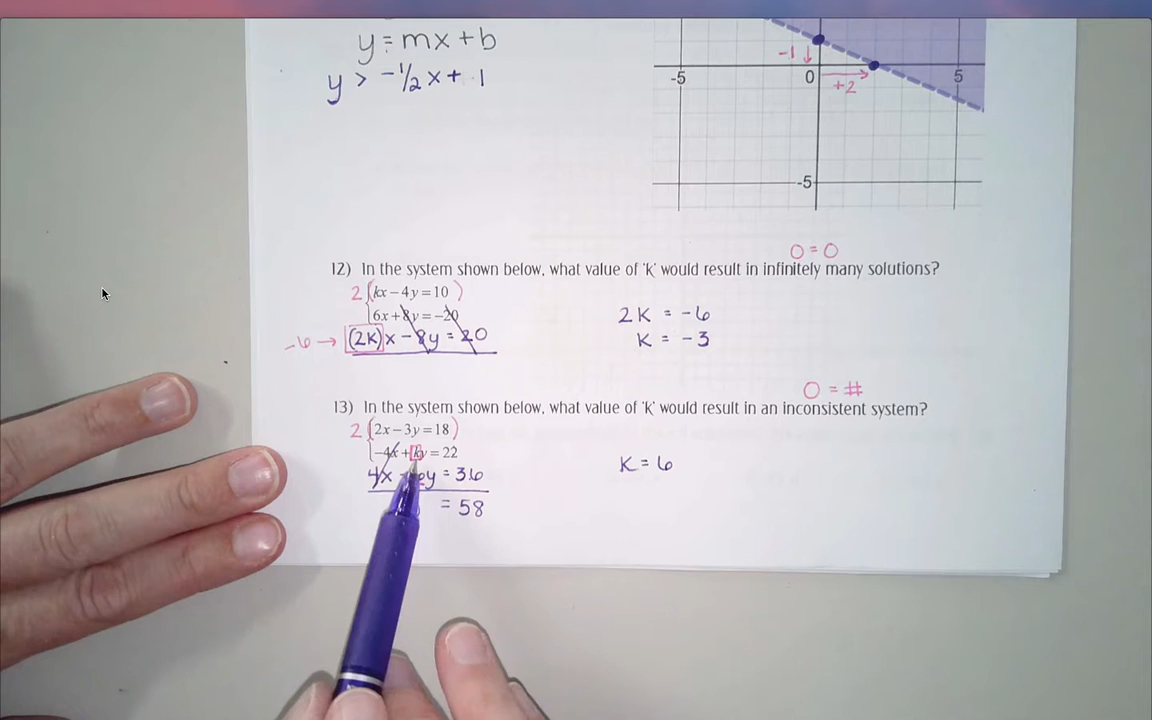 y = mx + b
y > -1/2 x + 1
-1 ↓
-5
0
5
+2
-5
0 = 0
12) In the system shown below, what value of 'k' would result in infinitely many solutions?
2 ( kx – 4y = 10 )
6x + 8y = –20
2K = -6
-6 → (2K) x - 8y = 20
K = -3
0 = #
13) In the system shown below, what value of 'k' would result in an inconsistent system?
2 ( 2x – 3y = 18 )
–4x + ky = 22
K = 6
4x y = 36
= 58